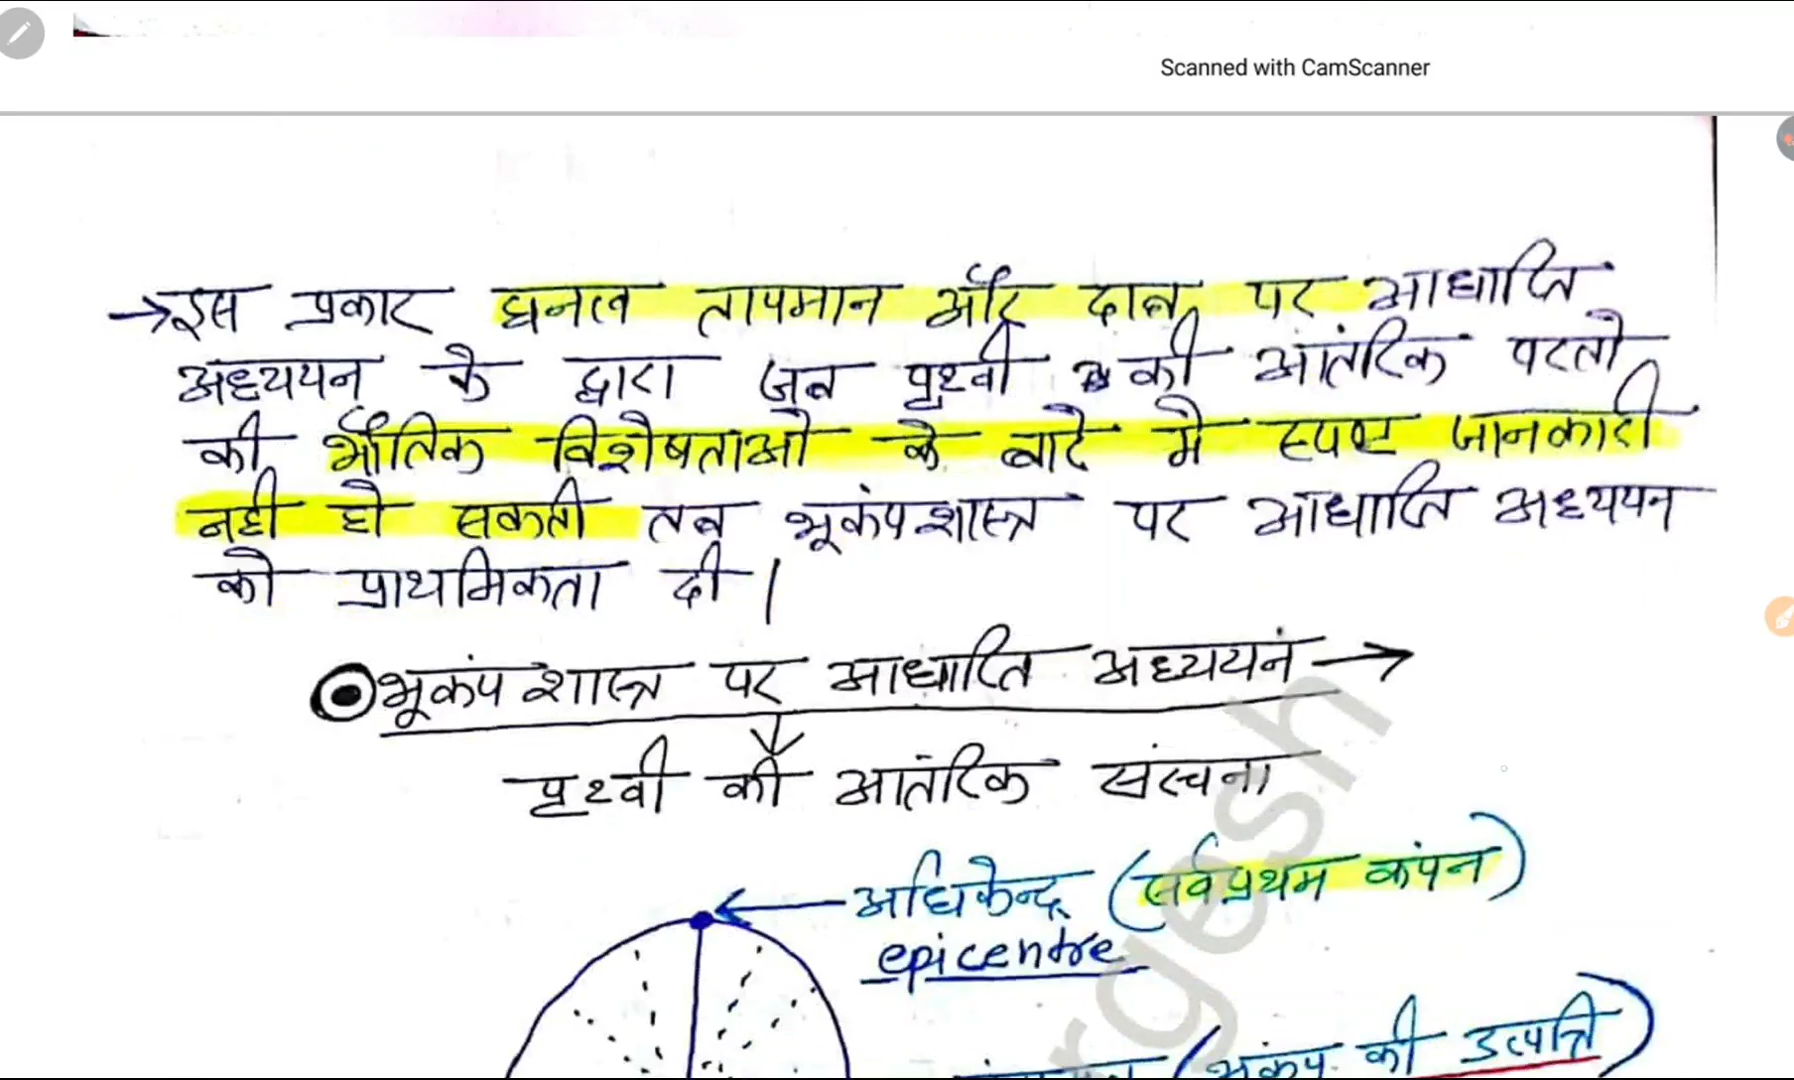 Scanned with CamScanner
→इस प्रकार घनत्व तापमान और दाब पर आधारित
अध्ययन के द्वारा जब पृथ्वी की आंतरिक परतो
की भौतिक विशेषताओ के बारे मे स्पष्ट जानकारी
नही हो सकती तब भूकंपशास्त्र पर आधारित अध्ययन
को प्राथमिकता दी।
भूकंपशास्त्र पर आधारित अध्ययन →
पृथ्वी की आतंरिक संरचना
अधिकेन्द्र (सर्वप्रथम कंपन)
epicentre
(भूकंप की उत्पत्ति)
rgesh